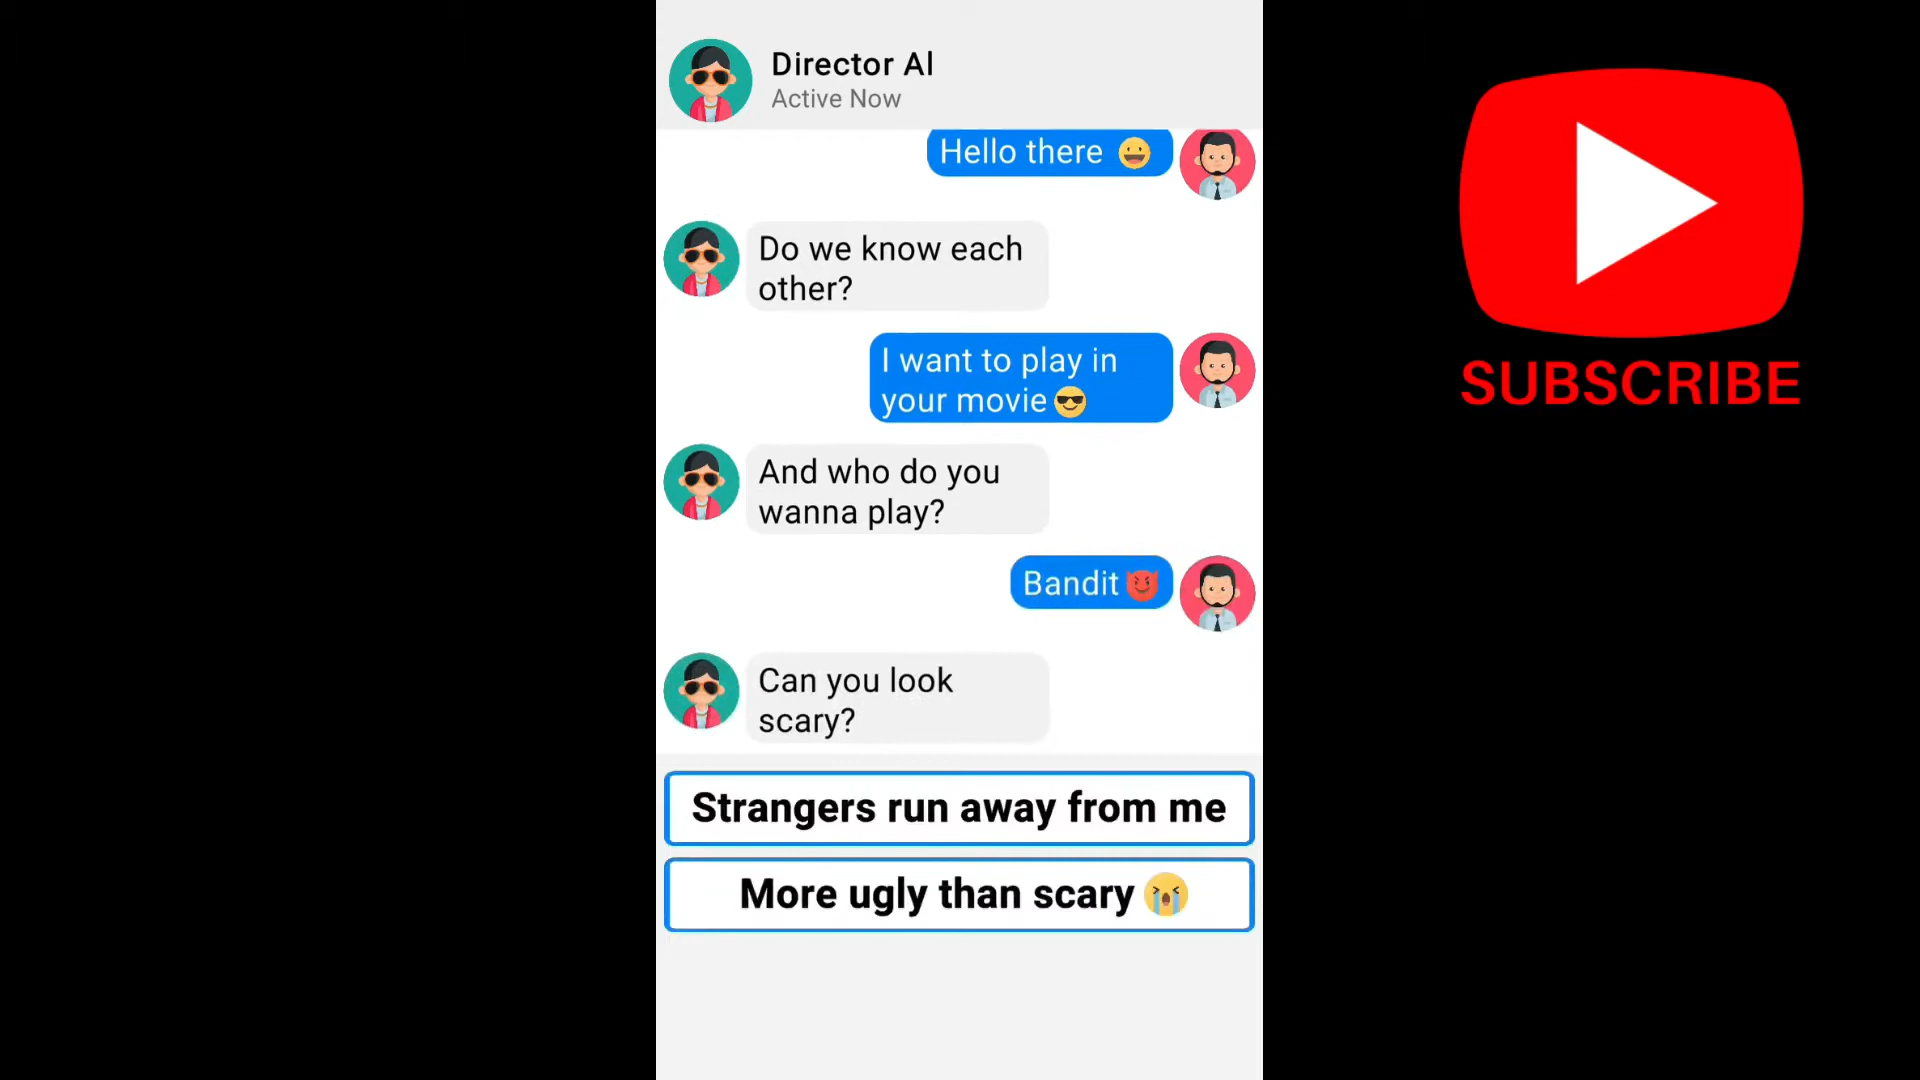 Director Al
Active Now
Hello there 😀
Do we know each
other?
I want to play in
your movie😎
And who do you
wanna play?
Bandit😈
Can you look
scary?
Strangers run away from me
More ugly than scary 😭
SUBSCRIBE